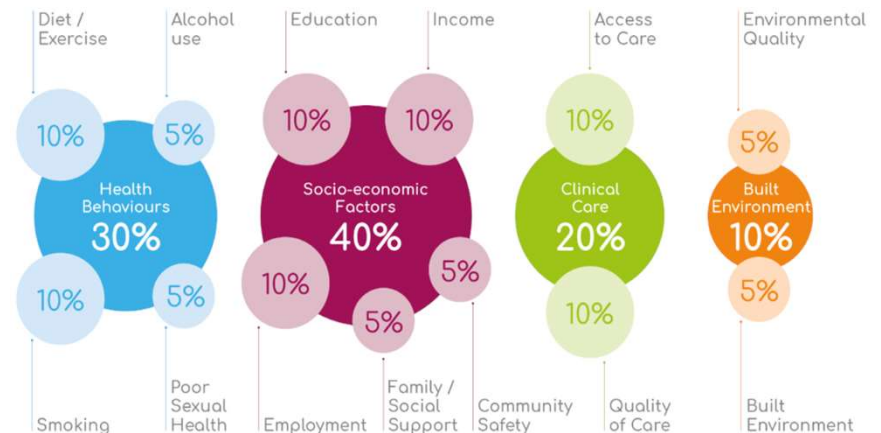 Diet /
Exercise
Alcohol
use
Education
Income
Access
to Care
Environmental
Quality
10%
5%
10%
10%
10%
5%
Health
Behaviours
30%
Socio-economic
Factors
40%
Clinical
Care
20%
Built
Environment
10%
10%
5%
10%
5%
5%
10%
5%
Smoking
Poor
Sexual
Health
Employment
Family /
Social
Support
Community
Safety
Quality
of Care
Built
Environment